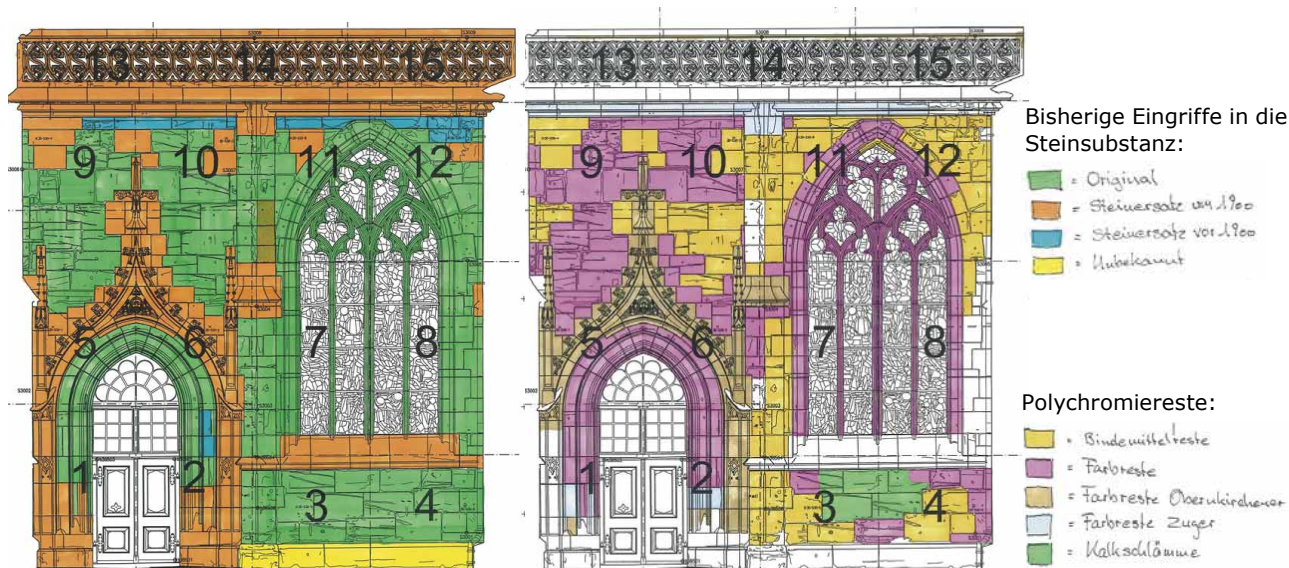 13 14 15
9 10 11 12
5 6 7 8
1 2 3 4
13 14 15
9 10 11 12
5 6 7 8
1 2 3 4
Bisherige Eingriffe in die
Steinsubstanz:
= Original
= Steinersatz um 1900
= Steinersatz vor 1900
= Unbekannt
Polychromiereste:
= Bindemittelreste
= Farbreste
= Farbreste Obernkirchener
= Farbreste Zuger
= Kalkschlämme